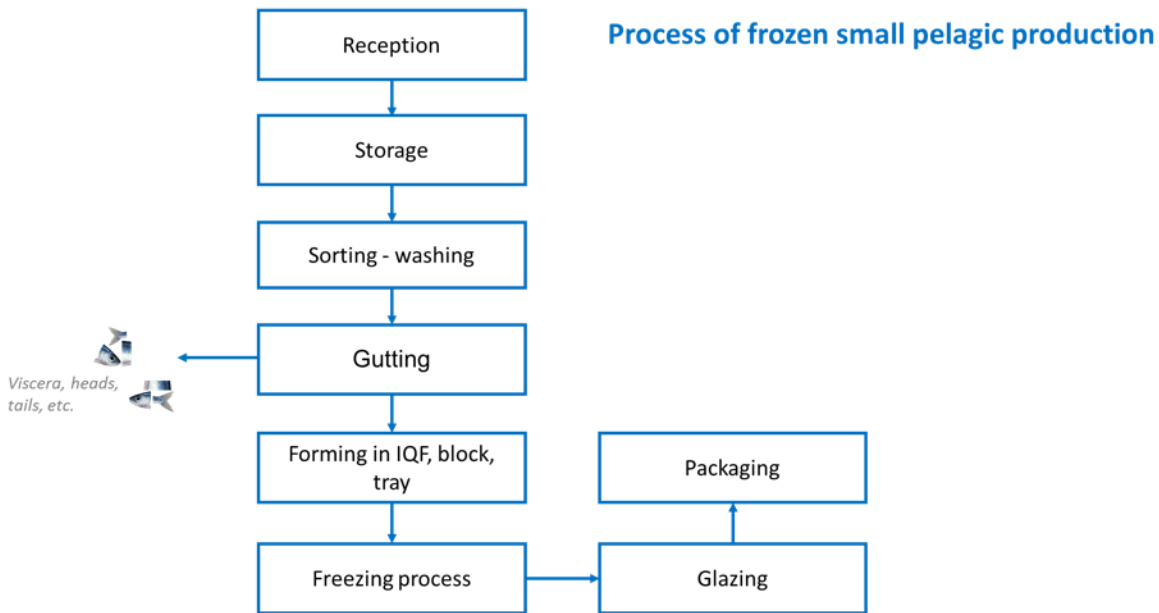 Process of frozen small pelagic production
Reception
Storage
Sorting - washing
Gutting
Viscera, heads,
tails, etc.
Forming in IQF, block,
tray
Freezing process
Glazing
Packaging